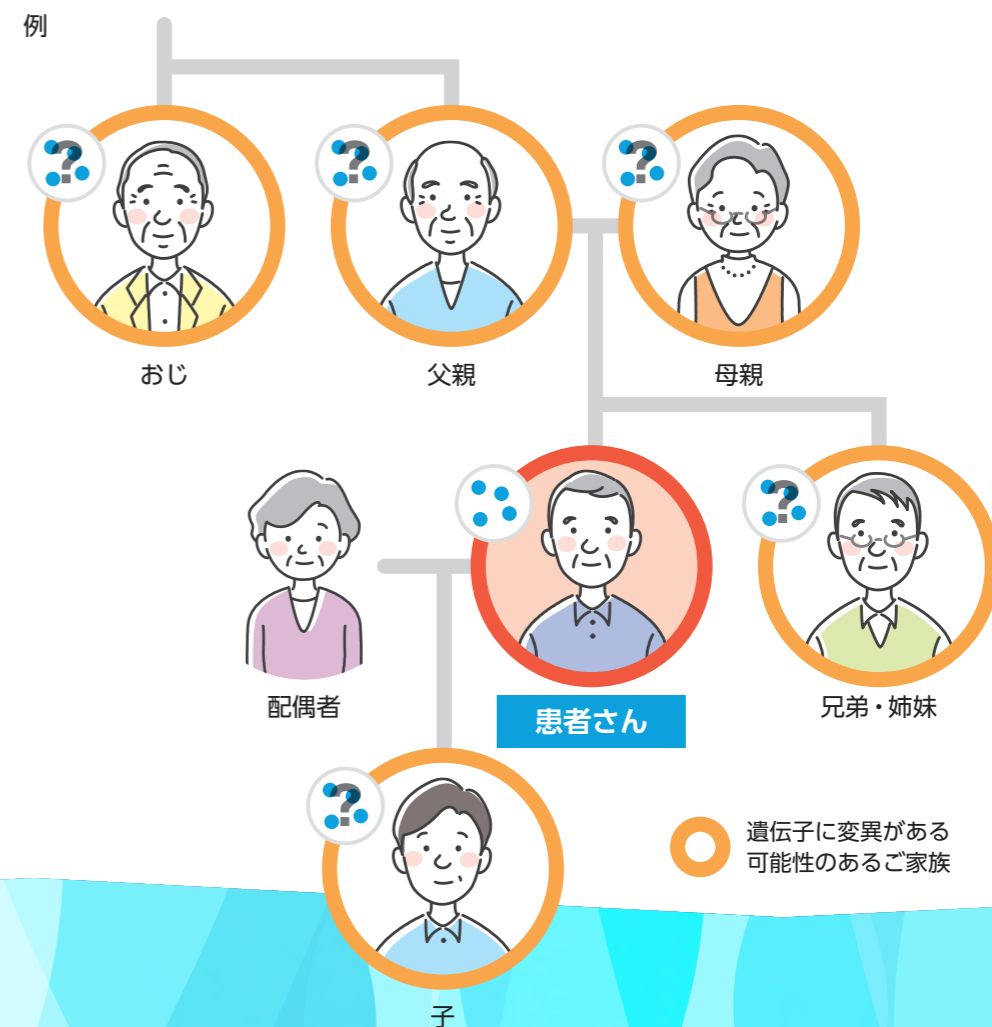 例
?
?
?
おじ
父親
母親
?
配偶者
患者さん
兄弟・姉妹
?
遺伝子に変異がある
可能性のあるご家族
子